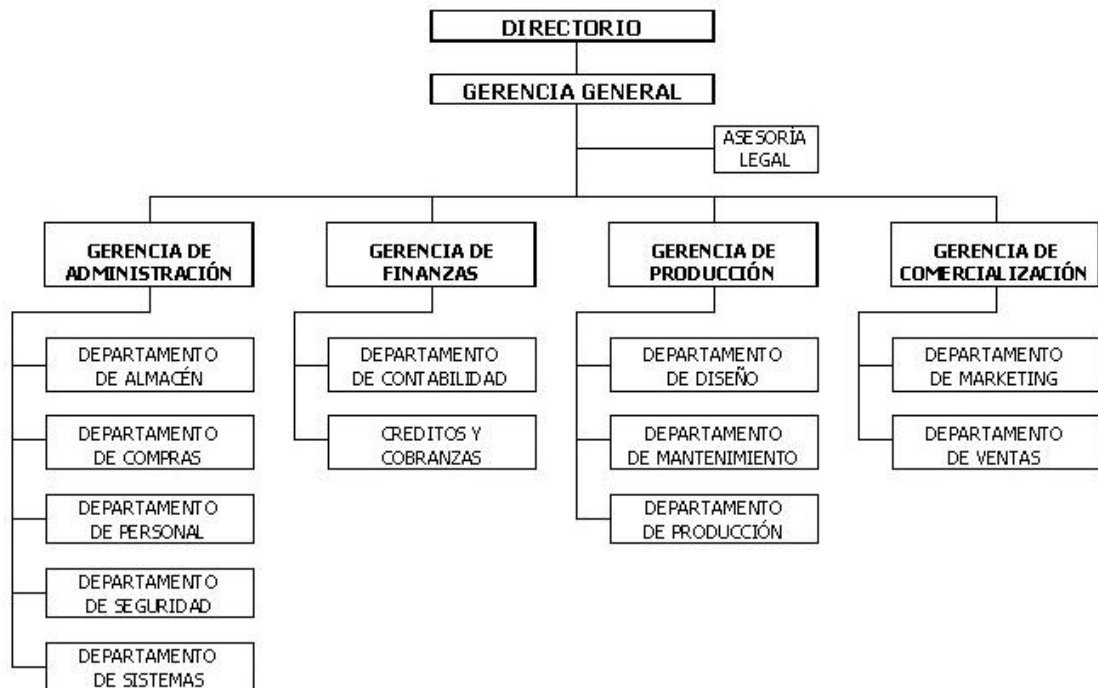 DIRECTORIO
GERENCIA GENERAL
ASESORÍA
LEGAL
GERENCIA DE
ADMINISTRACIÓN
GERENCIA DE
FINANZAS
GERENCIA DE
PRODUCCIÓN
GERENCIA DE
COMERCIALIZACIÓN
DEPARTAMENTO
DE ALMACÉN
DEPARTAMENTO
DE COMPRAS
DEPARTAMENTO
DE PERSONAL
DEPARTAMENTO
DE SEGURIDAD
DEPARTAMENTO
DE SISTEMAS
DEPARTAMENTO
DE CONTABILIDAD
CREDITOS Y
COBRANZAS
DEPARTAMENTO
DE DISEÑO
DEPARTAMENTO
DE MANTENIMIENTO
DEPARTAMENTO
DE PRODUCCIÓN
DEPARTAMENTO
DE MARKETING
DEPARTAMENTO
DE VENTAS